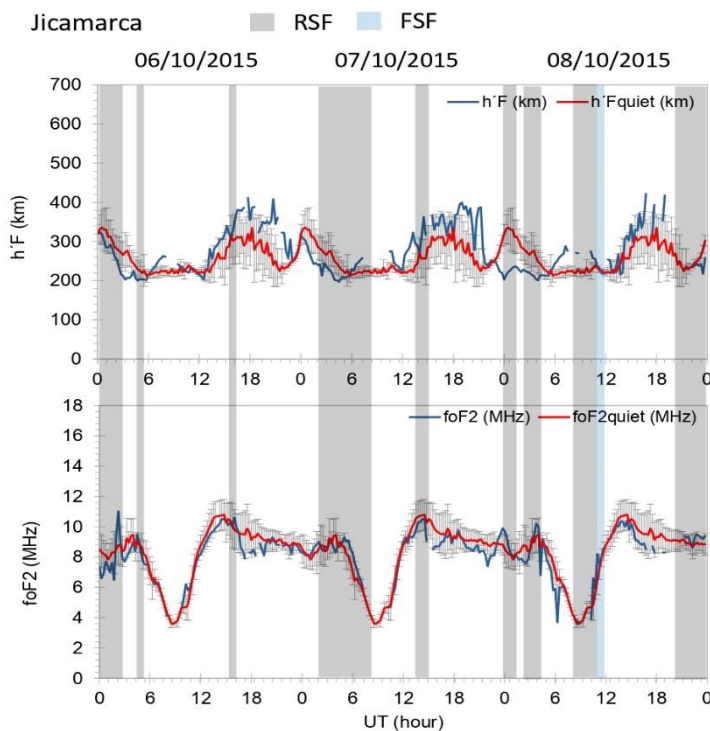 Jicamarca RSF FSF
06/10/2015 07/10/2015 08/10/2015
700
h´F (km) h´Fquiet (km)
600
500
400
300
200
100
0
h´F (km)
0 6 12 18 0 6 12 18 0 6 12 18 0
18
foF2 (MHz) foF2quiet (MHz)
16
14
12
10
8
6
4
2
0
foF2 (MHz)
0 6 12 18 0 6 12 18 0 6 12 18 0
UT (hour)